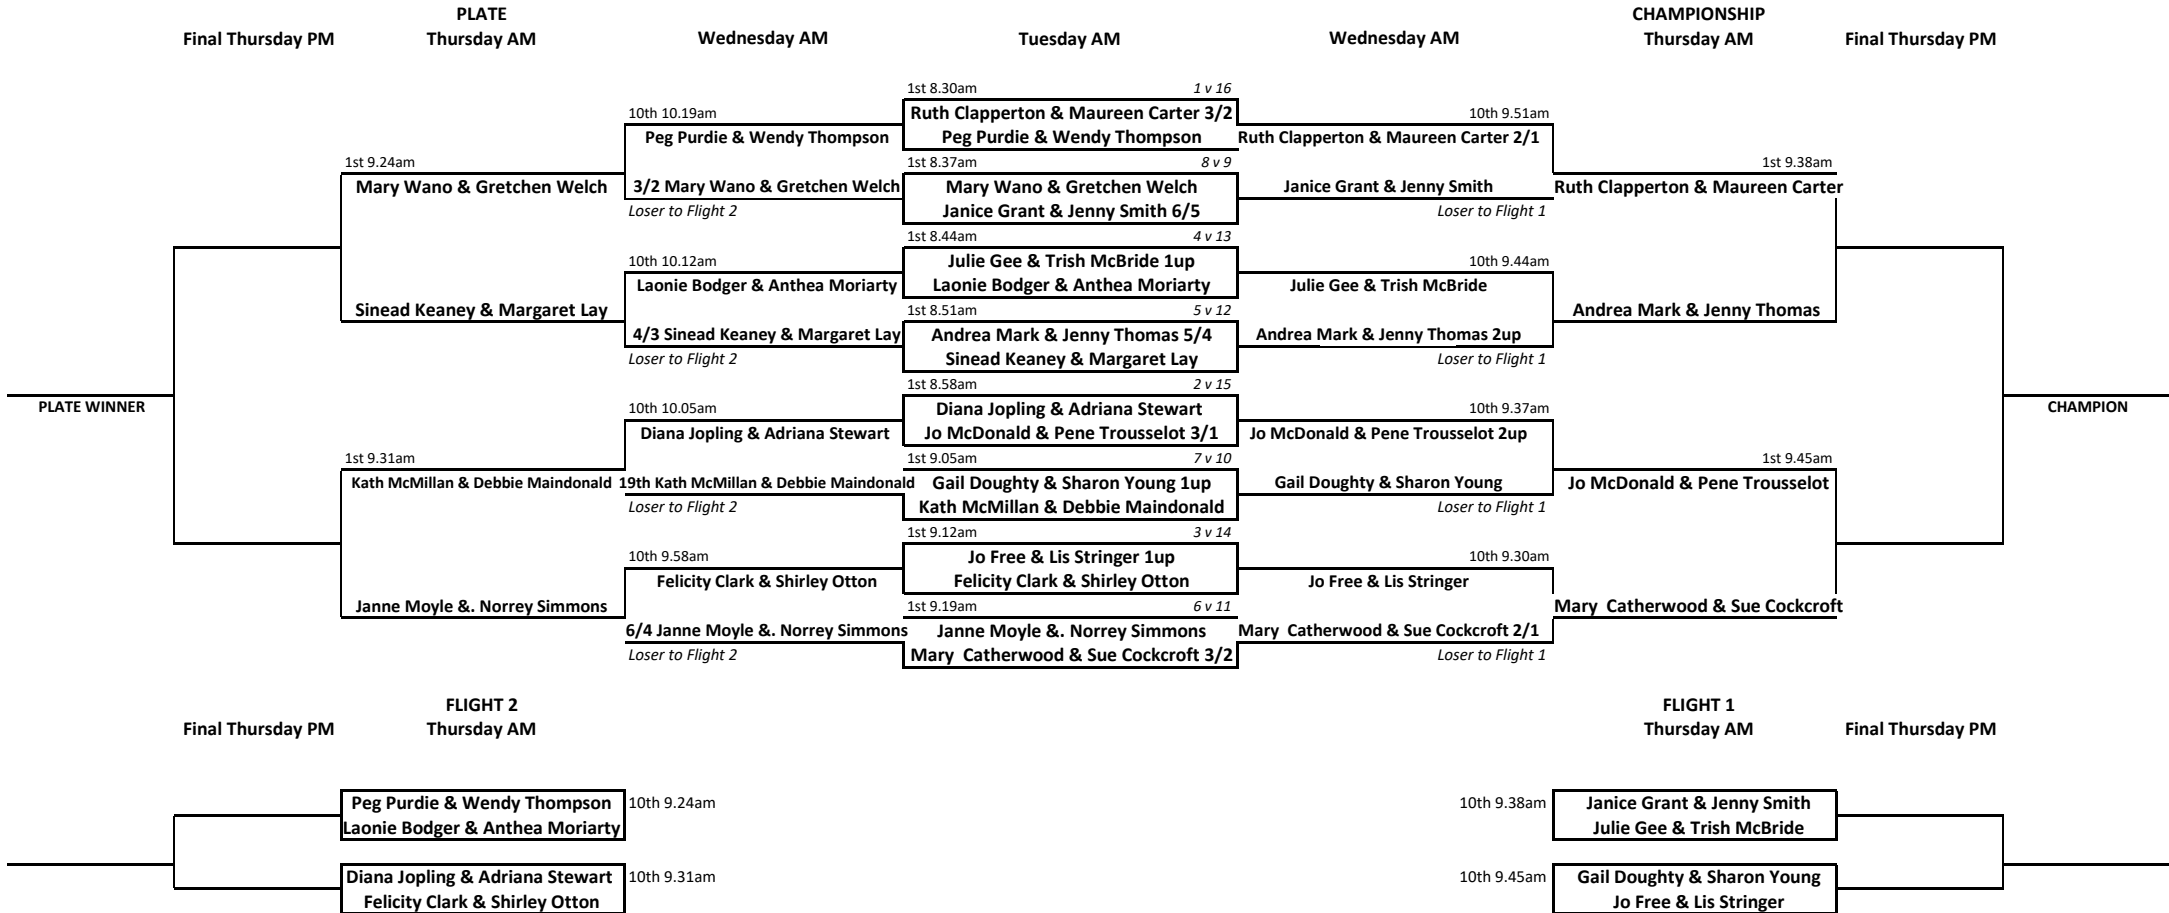 PLATE
CHAMPIONSHIP
Final Thursday PM
Thursday AM
Wednesday AM
Tuesday AM
Wednesday AM
Thursday AM
Final Thursday PM
1st 8.30am
1 v 16
10th 10.19am
Ruth Clapperton & Maureen Carter 3/2
10th 9.51am
Peg Purdie & Wendy Thompson
Peg Purdie & Wendy Thompson
Ruth Clapperton & Maureen Carter 2/1
1st 9.24am
1st 8.37am
8 v 9
1st 9.38am
Mary Wano & Gretchen Welch
3/2 Mary Wano & Gretchen Welch
Mary Wano & Gretchen Welch
Janice Grant & Jenny Smith
Ruth Clapperton & Maureen Carter
Loser to Flight 2
Janice Grant & Jenny Smith 6/5
Loser to Flight 1
1st 8.44am
4 v 13
10th 10.12am
Julie Gee & Trish McBride 1up
10th 9.44am
Laonie Bodger & Anthea Moriarty
Laonie Bodger & Anthea Moriarty
Julie Gee & Trish McBride
Sinead Keaney & Margaret Lay
1st 8.51am
5 v 12
Andrea Mark & Jenny Thomas
4/3 Sinead Keaney & Margaret Lay
Andrea Mark & Jenny Thomas 5/4
Andrea Mark & Jenny Thomas 2up
Loser to Flight 2
Sinead Keaney & Margaret Lay
Loser to Flight 1
1st 8.58am
2 v 15
PLATE WINNER
10th 10.05am
Diana Jopling & Adriana Stewart
10th 9.37am
CHAMPION
Diana Jopling & Adriana Stewart
Jo McDonald & Pene Trousselot 3/1
Jo McDonald & Pene Trousselot 2up
1st 9.31am
1st 9.05am
7 v 10
1st 9.45am
Kath McMillan & Debbie Maindonald
19th Kath McMillan & Debbie Maindonald
Gail Doughty & Sharon Young 1up
Gail Doughty & Sharon Young
Jo McDonald & Pene Trousselot
Loser to Flight 2
Kath McMillan & Debbie Maindonald
Loser to Flight 1
1st 9.12am
3 v 14
10th 9.58am
Jo Free & Lis Stringer 1up
10th 9.30am
Felicity Clark & Shirley Otton
Felicity Clark & Shirley Otton
Jo Free & Lis Stringer
Janne Moyle &. Norrey Simmons
1st 9.19am
6 v 11
Mary  Catherwood & Sue Cockcroft
6/4 Janne Moyle &. Norrey Simmons
Janne Moyle &. Norrey Simmons
Mary  Catherwood & Sue Cockcroft 2/1
Loser to Flight 2
Mary  Catherwood & Sue Cockcroft 3/2
Loser to Flight 1
FLIGHT 2
FLIGHT 1
Final Thursday PM
Thursday AM
Thursday AM
Final Thursday PM
Peg Purdie & Wendy Thompson
10th 9.24am
10th 9.38am
Janice Grant & Jenny Smith
Laonie Bodger & Anthea Moriarty
Julie Gee & Trish McBride
Diana Jopling & Adriana Stewart
10th 9.31am
10th 9.45am
Gail Doughty & Sharon Young
Felicity Clark & Shirley Otton
Jo Free & Lis Stringer